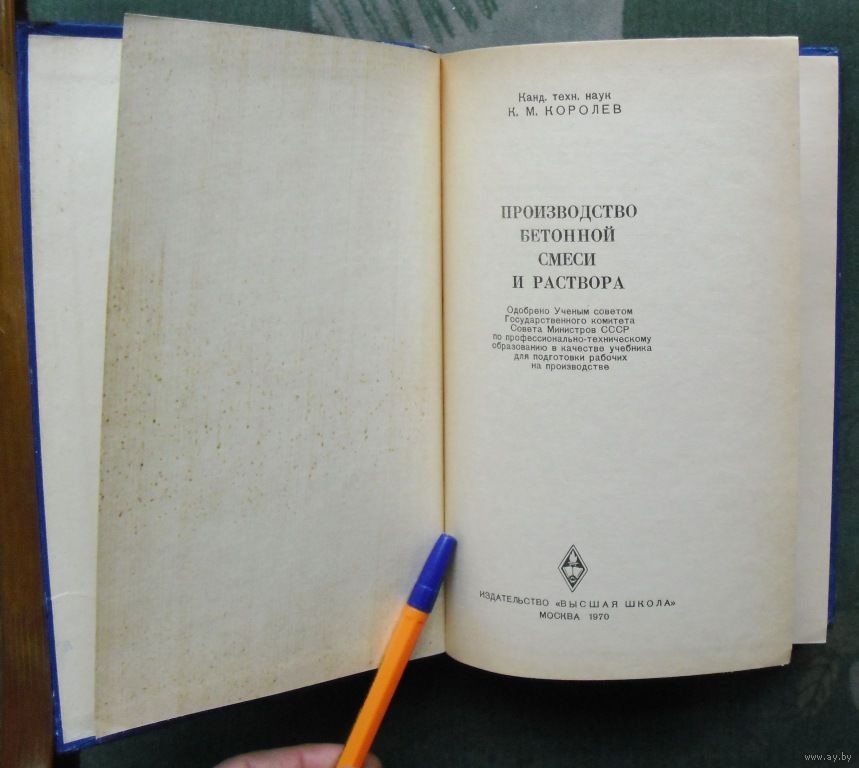 Канд. техн. наук
К. М. КОРОЛЕВ
ПРОИЗВОДСТВО
БЕТОННОЙ
СМЕСИ
И РАСТВОРА
Одобрено Ученым советом
Государственного комитета
Совета Министров СССР
по профессионально-техническому
образованию в качестве учебника
для подготовки рабочих
на производстве
ИЗДАТЕЛЬСТВО «ВЫСШАЯ ШКОЛА»
МОСКВА 1970
www.ay.by